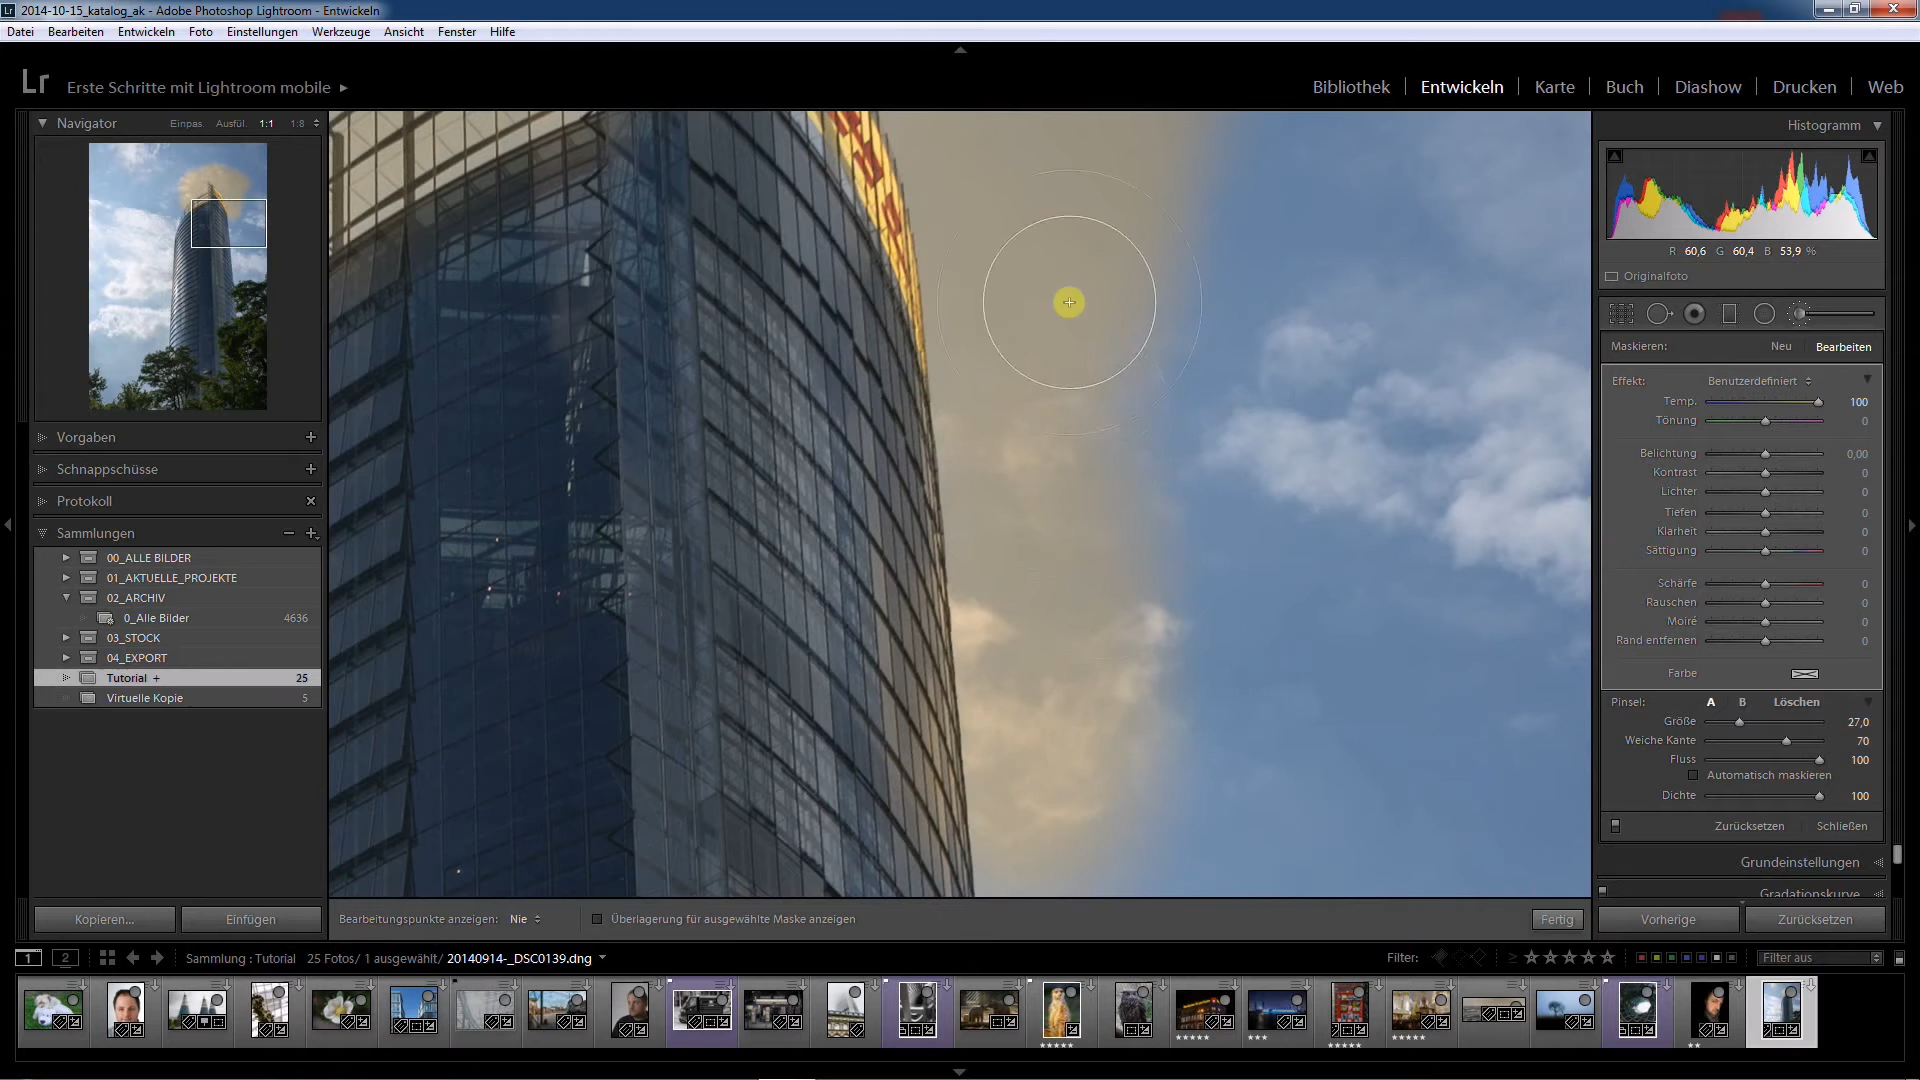 2014-10-15_katalog_ak - Adobe Photoshop Lightroom - Entwickeln
Datei Bearbeiten Entwickeln Foto Einstellungen Werkzeuge Ansicht Fenster Hilfe
Lr Erste Schritte mit Lightroom mobile
Bibliothek Entwickeln Karte Buch Diashow Drucken Web
Navigator Einpas. Ausfül. 1:1 1:8
Histogramm
R 60,6 G 60,4 B 53,9 %
Originalfoto
Maskieren: Neu Bearbeiten
Effekt: Benutzerdefiniert
Temp. 100
Tönung 0
Belichtung 0,00
Kontrast 0
Lichter 0
Tiefen 0
Klarheit 0
Sättigung 0
Schärfe 0
Rauschen 0
Moiré 0
Rand entfernen 0
Farbe
Pinsel: A B Löschen
Größe 27,0
Weiche Kante 70
Fluss 100
Automatisch maskieren
Dichte 100
Zurücksetzen Schließen
Grundeinstellungen
Gradationskurve
Vorherige Zurücksetzen
Vorgaben
Schnappschüsse
Protokoll
Sammlungen
00_ALLE BILDER
01_AKTUELLE_PROJEKTE
02_ARCHIV
0_Alle Bilder 4636
03_STOCK
04_EXPORT
Tutorial + 25
Virtuelle Kopie 5
Kopieren... Einfügen
Bearbeitungspunkte anzeigen: Nie Überlagerung für ausgewählte Maske anzeigen Fertig
1 2 Sammlung : Tutorial 25 Fotos/ 1 ausgewählt/ 20140914-_DSC0139.dng Filter: Filter aus